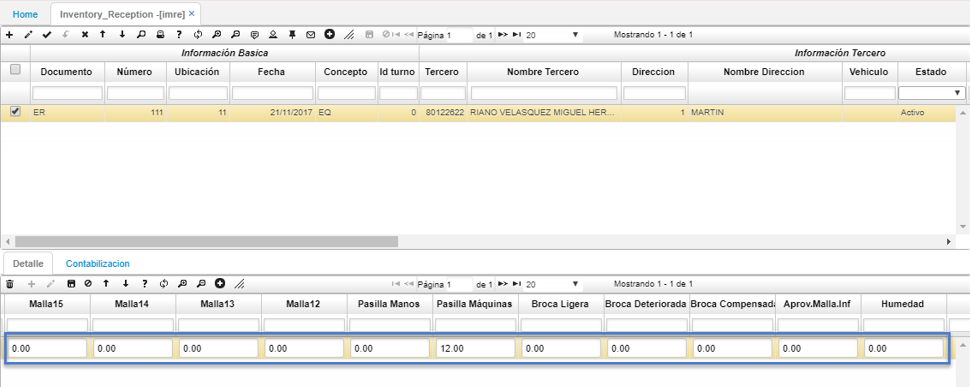 Home Inventory_Reception -[imre] ×
Página 1 de 1 20 Mostrando 1 - 1 de 1
Información Basica Información Tercero
Documento Número Ubicación Fecha Concepto Id turno Tercero Nombre Tercero Direccion Nombre Direccion Vehiculo Estado
ER 111 11 21/11/2017 EQ 0 80122622 RIANO VELASQUEZ MIGUEL HER... 1 MARTIN Activo
Detalle Contabilizacion
Página 1 de 1 20 Mostrando 1 - 1 de 1
Malla15 Malla14 Malla13 Malla12 Pasilla Manos Pasilla Máquinas Broca Ligera Broca Deteriorada Broca Compensada Aprov.Malla.Inf Humedad
0.00 0.00 0.00 0.00 0.00 12.00 0.00 0.00 0.00 0.00 0.00